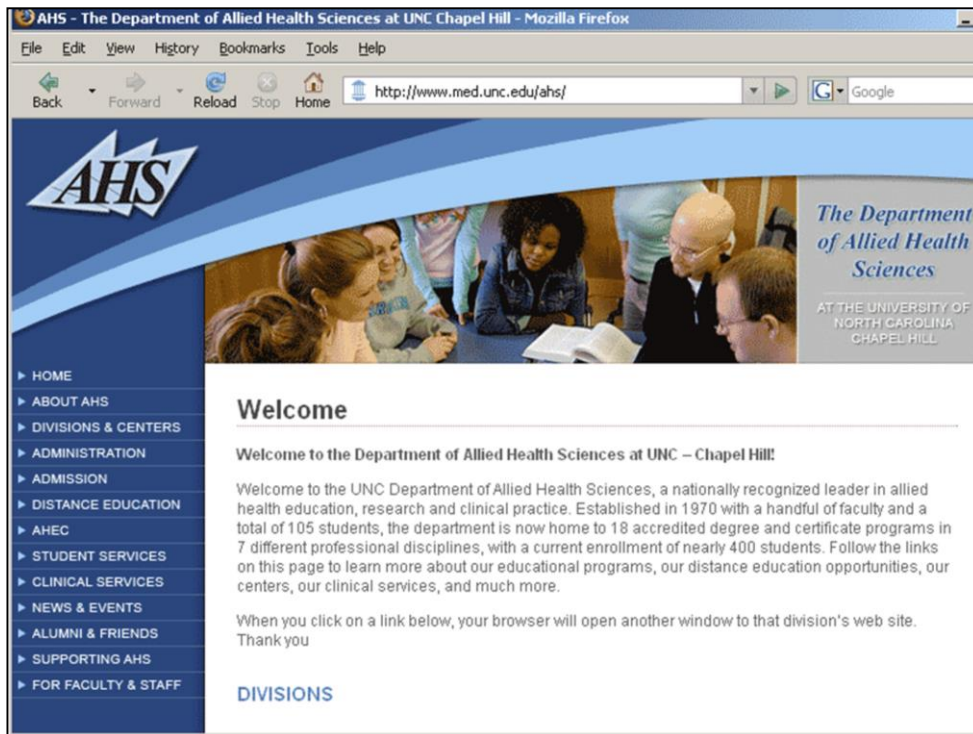 AHS - The Department of Allied Health Sciences at UNC Chapel Hill - Mozilla Firefox
File Edit View History Bookmarks Tools Help
Back Forward Reload Stop Home http://www.med.unc.edu/ahs/ G Google
AHS
The Department
of Allied Health
Sciences
AT THE UNIVERSITY OF
NORTH CAROLINA
CHAPEL HILL
HOME
ABOUT AHS
DIVISIONS & CENTERS
ADMINISTRATION
ADMISSION
DISTANCE EDUCATION
AHEC
STUDENT SERVICES
CLINICAL SERVICES
NEWS & EVENTS
ALUMNI & FRIENDS
SUPPORTING AHS
FOR FACULTY & STAFF
Welcome
Welcome to the Department of Allied Health Sciences at UNC – Chapel Hill!
Welcome to the UNC Department of Allied Health Sciences, a nationally recognized leader in allied
health education, research and clinical practice. Established in 1970 with a handful of faculty and a
total of 105 students, the department is now home to 18 accredited degree and certificate programs in
7 different professional disciplines, with a current enrollment of nearly 400 students. Follow the links
on this page to learn more about our educational programs, our distance education opportunities, our
centers, our clinical services, and much more.
When you click on a link below, your browser will open another window to that division's web site.
Thank you
DIVISIONS